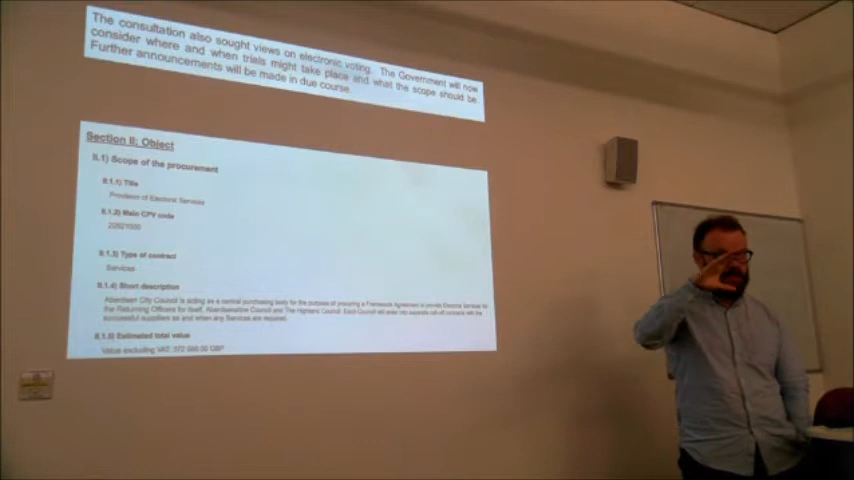 The consultation also sought views on electronic voting. The Government will now
consider where and when trials might take place and what the scope should be.
Further announcements will be made in due course.
Section II: Object
II.1) Scope of the procurement
II.1.1) Title
Provision of Electoral Services
II.1.2) Main CPV code
II.1.3) Type of contract
Services
II.1.4) Short description
Aberdeen City Council is acting as a central purchasing body for the purpose of procuring a Framework Agreement to provide Electoral Services for
the Returning Officers for itself, Aberdeenshire Council and The Highland Council. Each Council will enter into separate call-off contracts with the
successful suppliers as and when any Services are required.
II.1.5) Estimated total value
Value excluding VAT: GBP